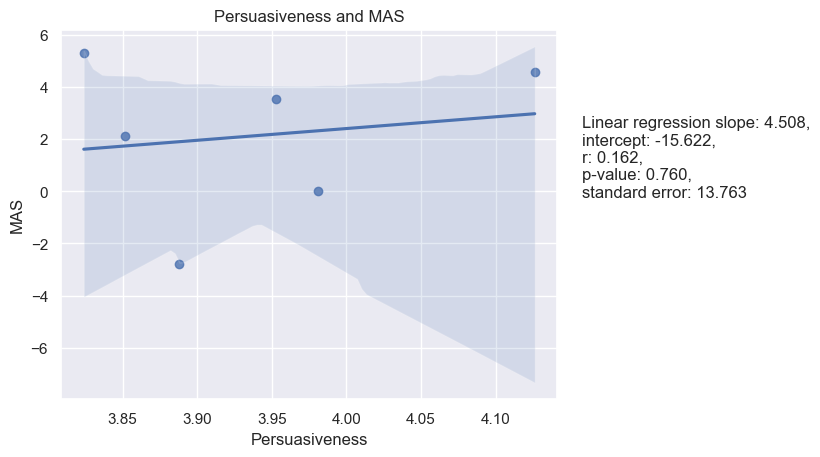 Persuasiveness and MAS
6
4
2
0
−2
−4
−6
MAS
3.85
3.90
3.95
4.00
4.05
4.10
Persuasiveness
Linear regression slope: 4.508,
intercept: -15.622,
r: 0.162,
p-value: 0.760,
standard error: 13.763